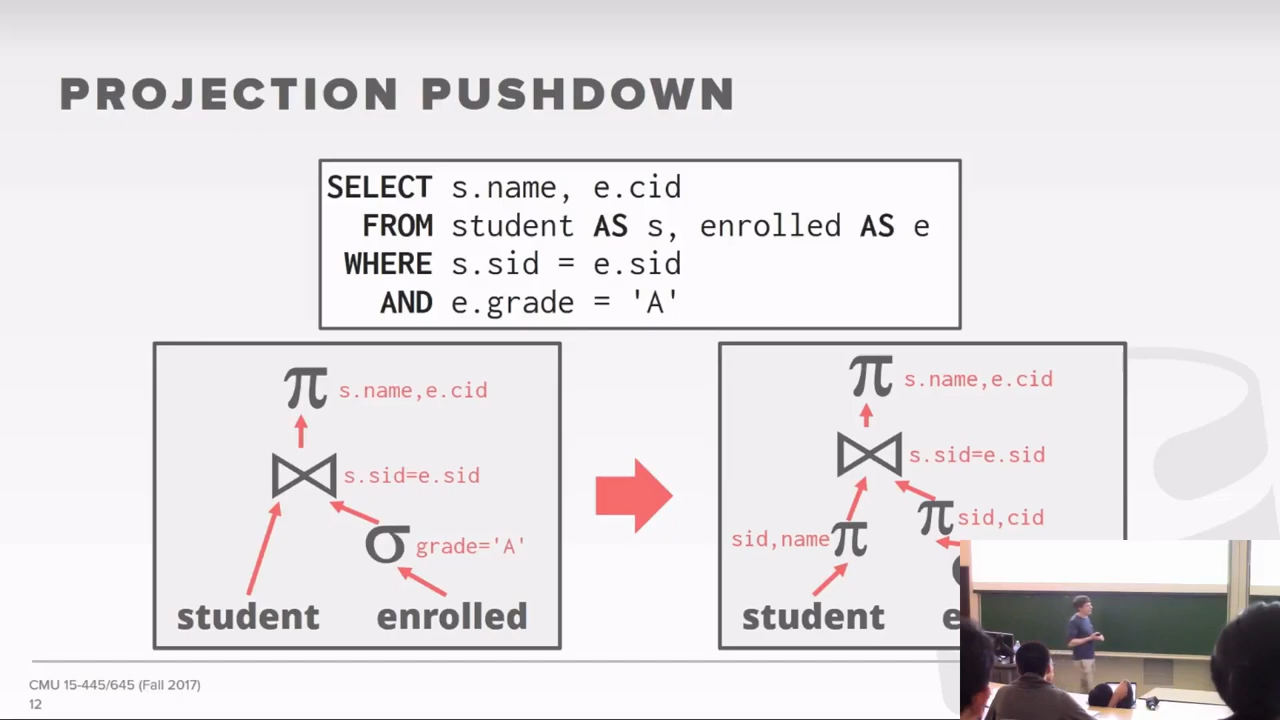 PROJECTION PUSHDOWN
SELECT s.name, e.cid
FROM student AS s, enrolled AS e
WHERE s.sid = e.sid
AND e.grade = 'A'
π s.name,e.cid
⋈ s.sid=e.sid
σ grade='A'
student enrolled
π s.name,e.cid
⋈ s.sid=e.sid
π sid,cid
sid,name π
student e
CMU 15-445/645 (Fall 2017)
12